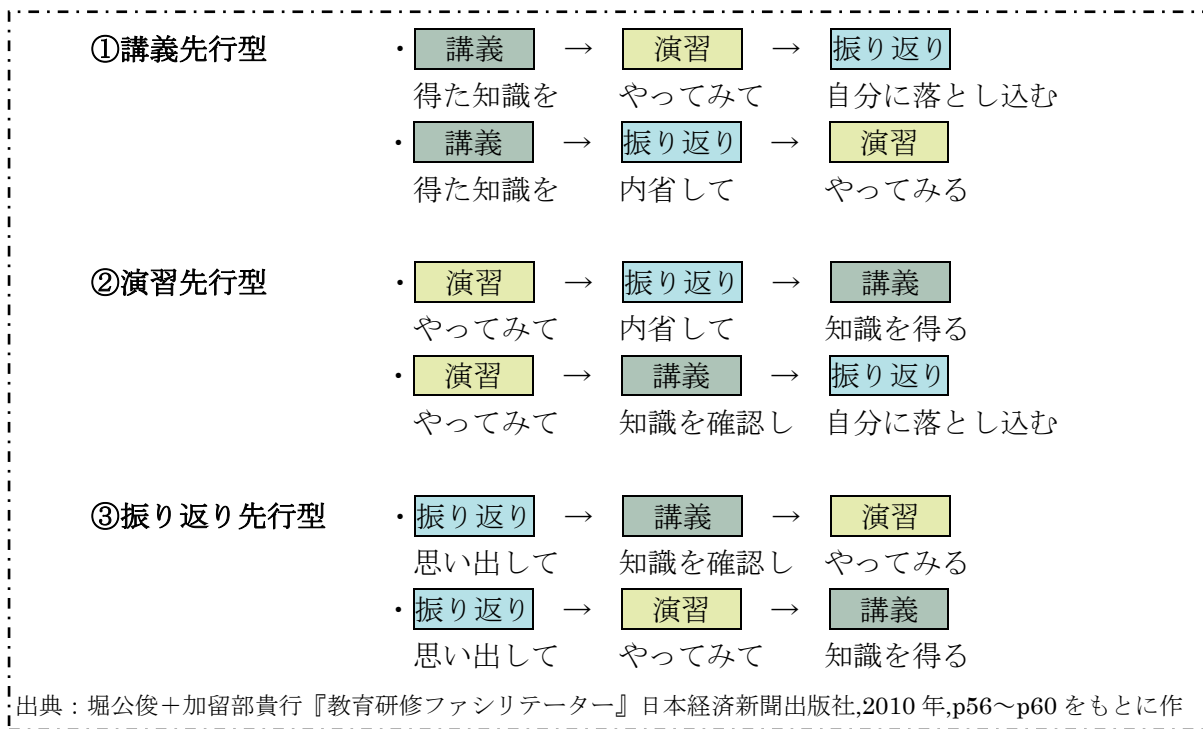 ①講義先行型 ・ 講義 → 演習 → 振り返り
得た知識を やってみて 自分に落とし込む
・ 講義 → 振り返り → 演習
得た知識を 内省して やってみる
②演習先行型 ・ 演習 → 振り返り → 講義
やってみて 内省して 知識を得る
・ 演習 → 講義 → 振り返り
やってみて 知識を確認し 自分に落とし込む
③振り返り先行型 ・振り返り → 講義 → 演習
思い出して 知識を確認し やってみる
・振り返り → 演習 → 講義
思い出して やってみて 知識を得る
出典：堀公俊＋加留部貴行『教育研修ファシリテーター』日本経済新聞出版社,2010 年,p56～p60 をもとに作